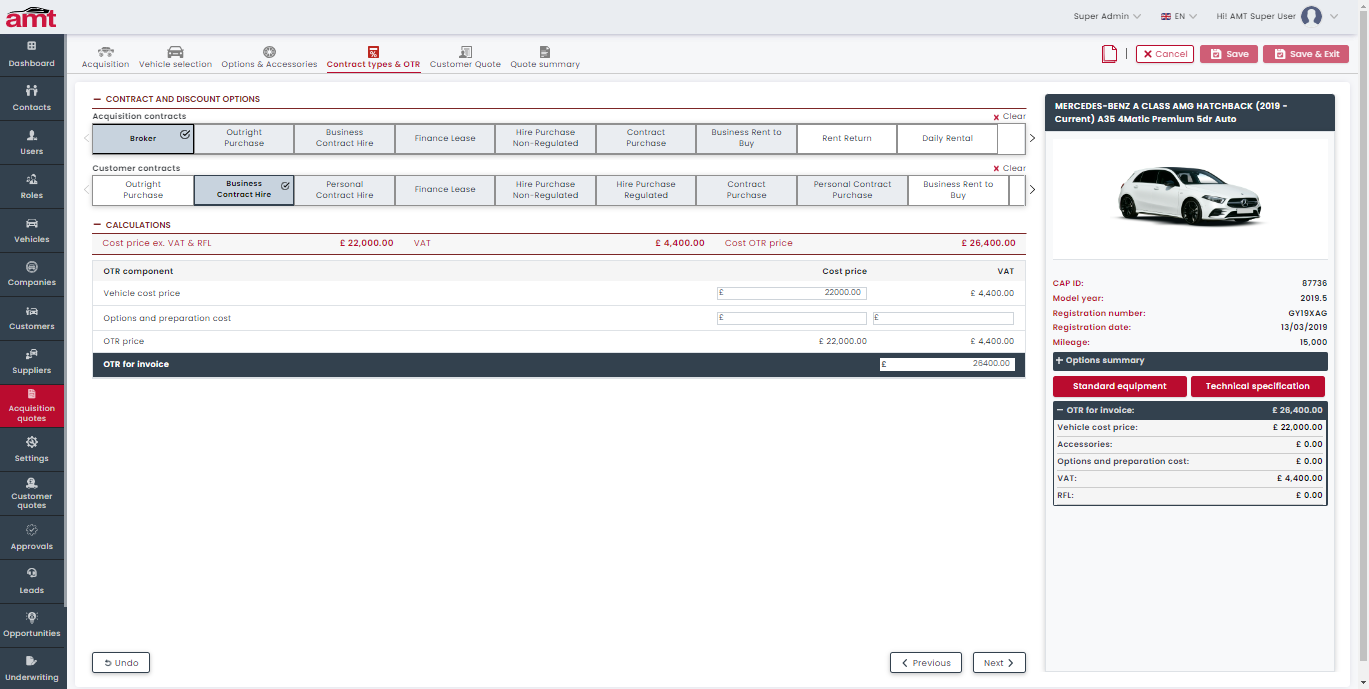 amt
Super Admin
EN
Hi! AMT Super User
Dashboard
Contacts
Users
Roles
Vehicles
Companies
Customers
Suppliers
Acquisition
quotes
Settings
Customer
quotes
Approvals
Leads
Opportunities
Underwriting
Acquisition
Vehicle selection
Options & Accessories
Contract types & OTR
Customer Quote
Quote summary
Cancel
Save
Save & Exit
CONTRACT AND DISCOUNT OPTIONS
Acquisition contracts
Clear
Broker
Outright
Purchase
Business
Contract Hire
Finance Lease
Hire Purchase
Non-Regulated
Contract
Purchase
Business Rent to
Buy
Rent Return
Daily Rental
Customer contracts
Clear
Outright
Purchase
Business
Contract Hire
Personal
Contract Hire
Finance Lease
Hire Purchase
Non-Regulated
Hire Purchase
Regulated
Contract
Purchase
Personal Contract
Purchase
Business Rent to
Buy
CALCULATIONS
Cost price ex. VAT & RFL £ 22,000.00 VAT £ 4,400.00 Cost OTR price £ 26,400.00
OTR component Cost price VAT
Vehicle cost price £ 22000.00 £ 4,400.00
Options and preparation cost £ £
OTR price £ 22,000.00 £ 4,400.00
OTR for invoice £ 26400.00
Undo
Previous
Next
MERCEDES-BENZ A CLASS AMG HATCHBACK (2019 -
Current) A35 4Matic Premium 5dr Auto
CAP ID: 87736
Model year: 2019.5
Registration number: GY19XAG
Registration date: 13/03/2019
Mileage: 15,000
Options summary
Standard equipment
Technical specification
OTR for invoice: £ 26,400.00
Vehicle cost price: £ 22,000.00
Accessories: £ 0.00
Options and preparation cost: £ 0.00
VAT: £ 4,400.00
RFL: £ 0.00